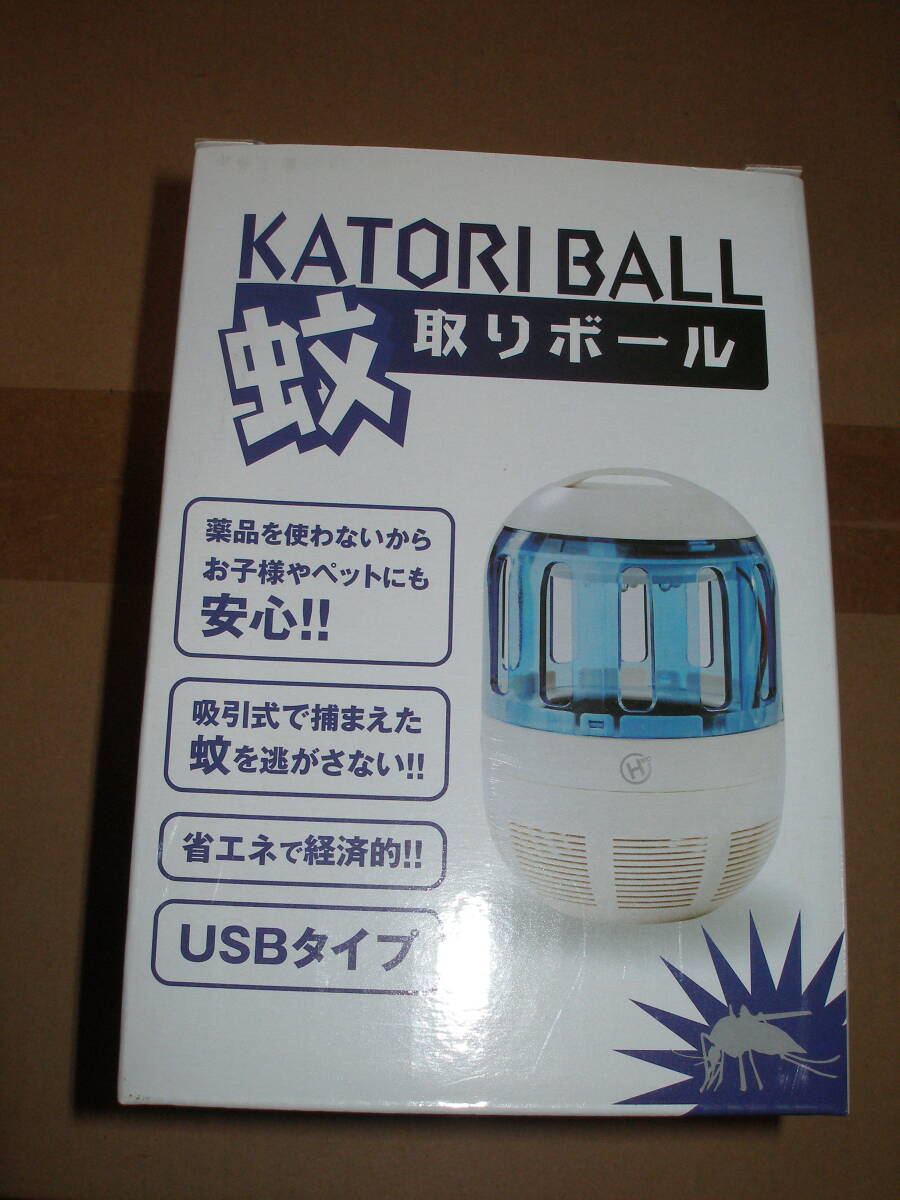 KATORI BALL
蚊取りボール
薬品を使わないから
お子様やペットにも
安心!!
吸引式で捕まえた
蚊を逃がさない!!
省エネで経済的!!
USBタイプ
H